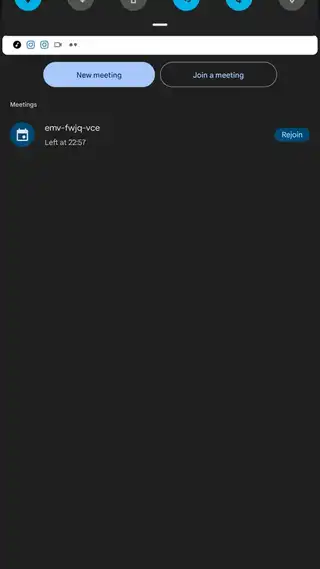 New meeting
Join a meeting
Meetings
emv-fwjq-vce
Left at 22:57
Rejoin